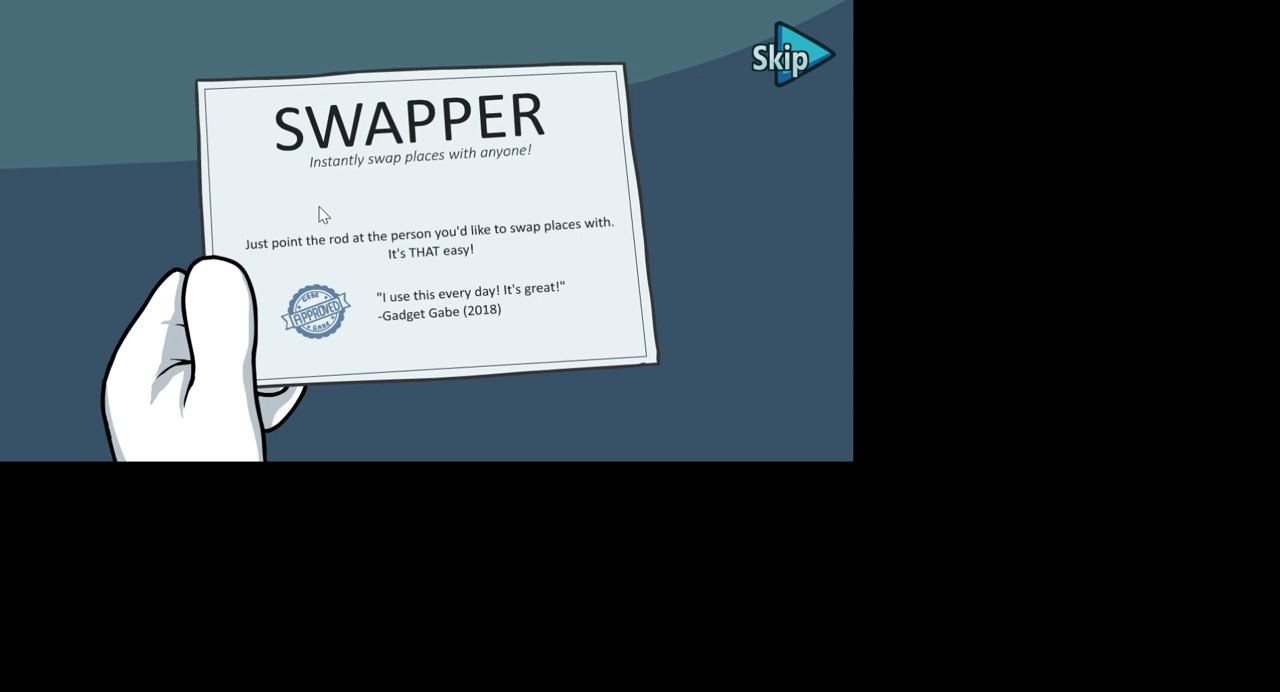 Skip
SWAPPER
Instantly swap places with anyone!
Just point the rod at the person you'd like to swap places with.
It's THAT easy!
GABE
APPROVED
GABE
"I use this every day! It's great!"
-Gadget Gabe (2018)